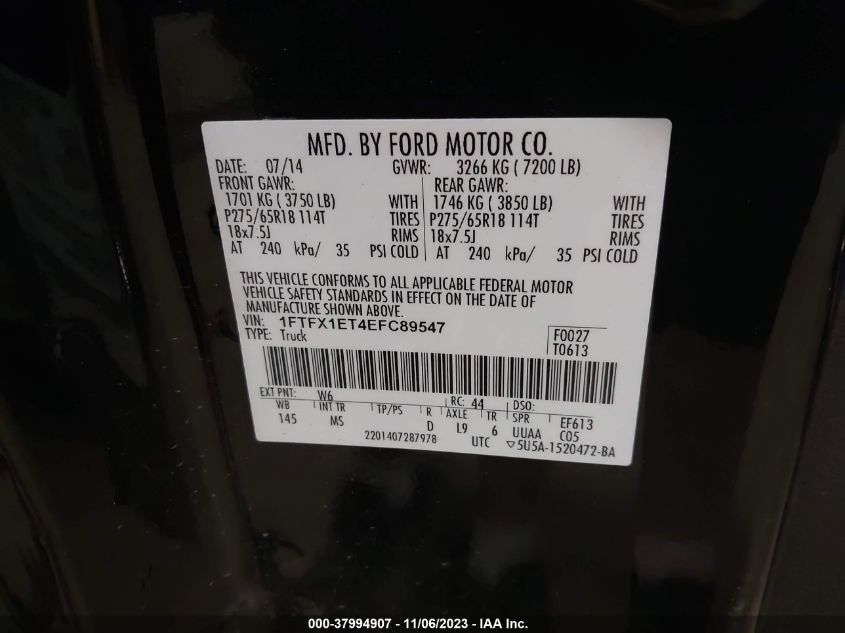 MFD. BY FORD MOTOR CO.
DATE: 07/14 GVWR: 3266 KG ( 7200 LB)
FRONT GAWR: REAR GAWR:
1701 KG ( 3750 LB) WITH 1746 KG ( 3850 LB) WITH
P275/65R18 114T TIRES P275/65R18 114T TIRES
18x7.5J RIMS 18x7.5J RIMS
AT 240 kPa/ 35 PSI COLD AT 240 kPa/ 35 PSI COLD
THIS VEHICLE CONFORMS TO ALL APPLICABLE FEDERAL MOTOR
VEHICLE SAFETY STANDARDS IN EFFECT ON THE DATE OF
MANUFACTURE SHOWN ABOVE.
VIN: 1FTFX1ET4EFC89547 F0027
TYPE: Truck T0613
EXT PNT: W6 RC: 44 DSO:
WB INT TR TP/PS R AXLE TR SPR EF613
145 MS D L9 6 UUAA C05
2201407287978 UTC ▽5U5A-1520472-BA
000-37994907 - 11/06/2023 - IAA Inc.